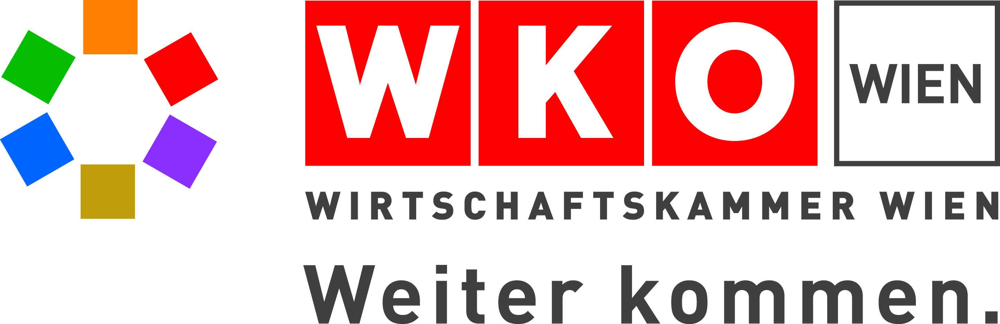 WKO WIEN
WIRTSCHAFTSKAMMER WIEN
Weiter kommen.